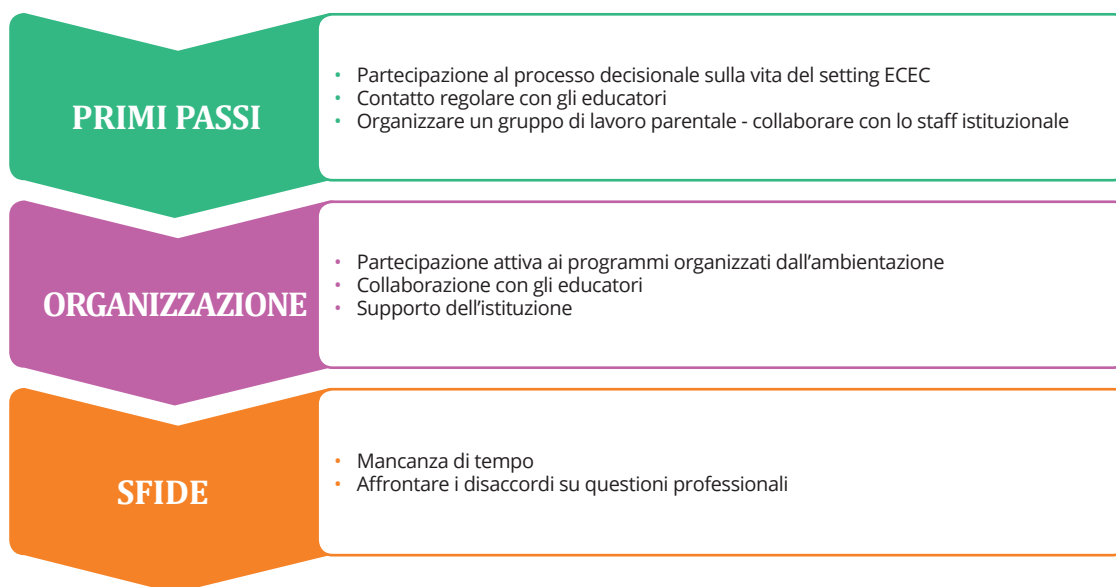 PRIMI PASSI
• Partecipazione al processo decisionale sulla vita del setting ECEC
• Contatto regolare con gli educatori
• Organizzare un gruppo di lavoro parentale - collaborare con lo staff istituzionale
ORGANIZZAZIONE
• Partecipazione attiva ai programmi organizzati dall’ambientazione
• Collaborazione con gli educatori
• Supporto dell’istituzione
SFIDE
• Mancanza di tempo
• Affrontare i disaccordi su questioni professionali